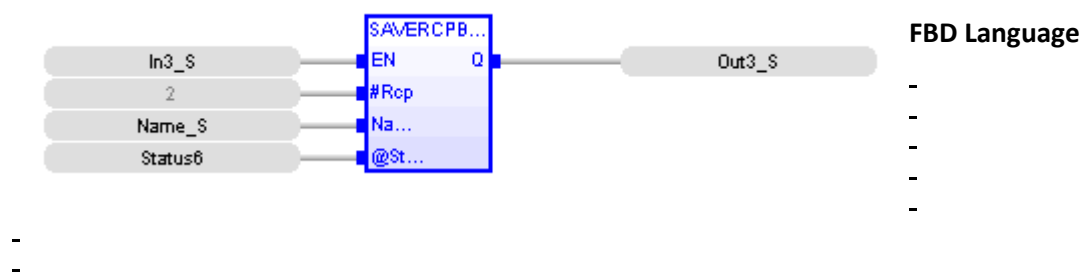 SAVERCPB...
FBD Language
In3_S
EN Q
Out3_S
2
#Rcp
-
Name_S
Na...
-
Status6
@St...
-
-
-
-
-